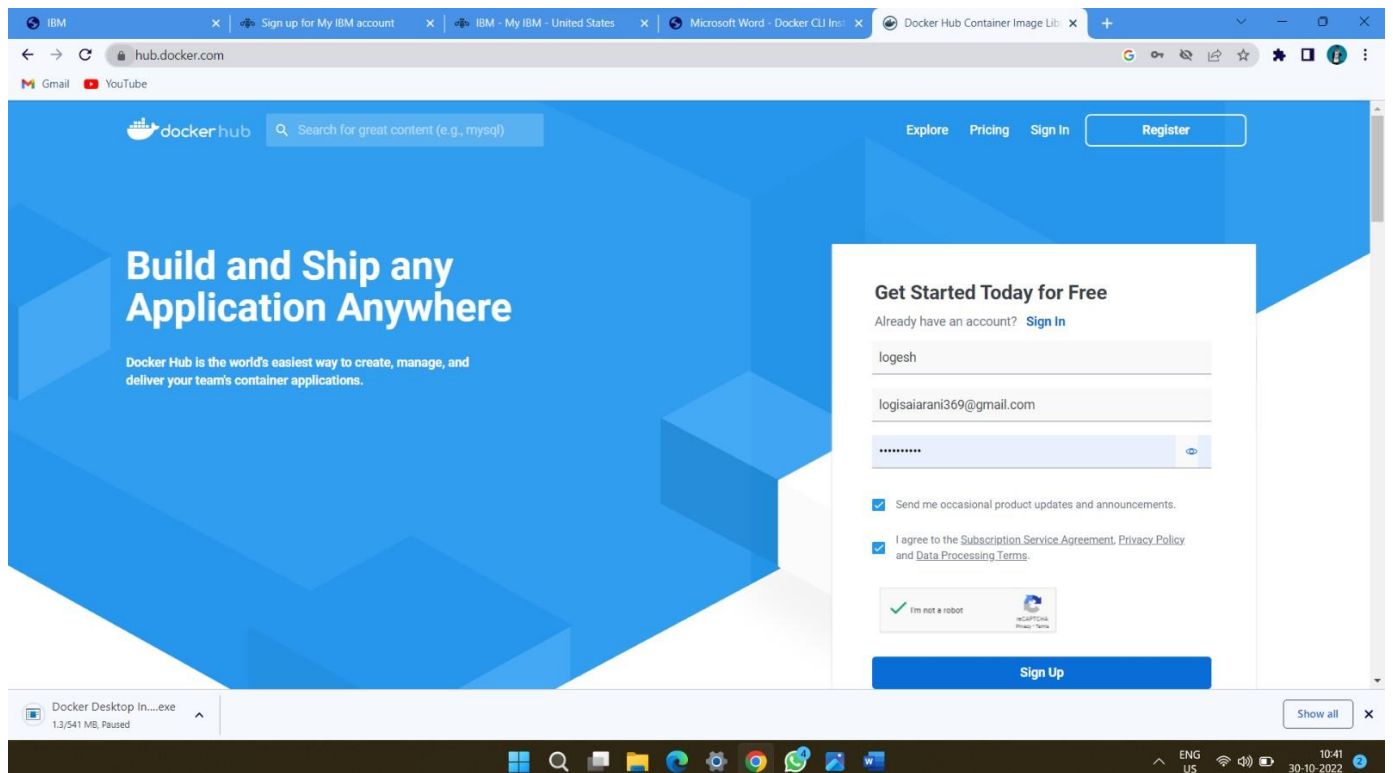 IBM
Sign up for My IBM account
IBM - My IBM - United States
Microsoft Word - Docker CLI Inst
Docker Hub Container Image Lib
hub.docker.com
Gmail
YouTube
docker hub
Search for great content (e.g., mysql)
Explore
Pricing
Sign In
Register
Build and Ship any
Application Anywhere
Docker Hub is the world's easiest way to create, manage, and
deliver your team's container applications.
Get Started Today for Free
Already have an account? Sign In
logesh
logisaiarani369@gmail.com
••••••••••
Send me occasional product updates and announcements.
I agree to the Subscription Service Agreement, Privacy Policy
and Data Processing Terms.
I'm not a robot
reCAPTCHA
Privacy - Terms
Sign Up
Docker Desktop In....exe
1.3/541 MB, Paused
Show all
4
ENG
US
10:41
30-10-2022
2